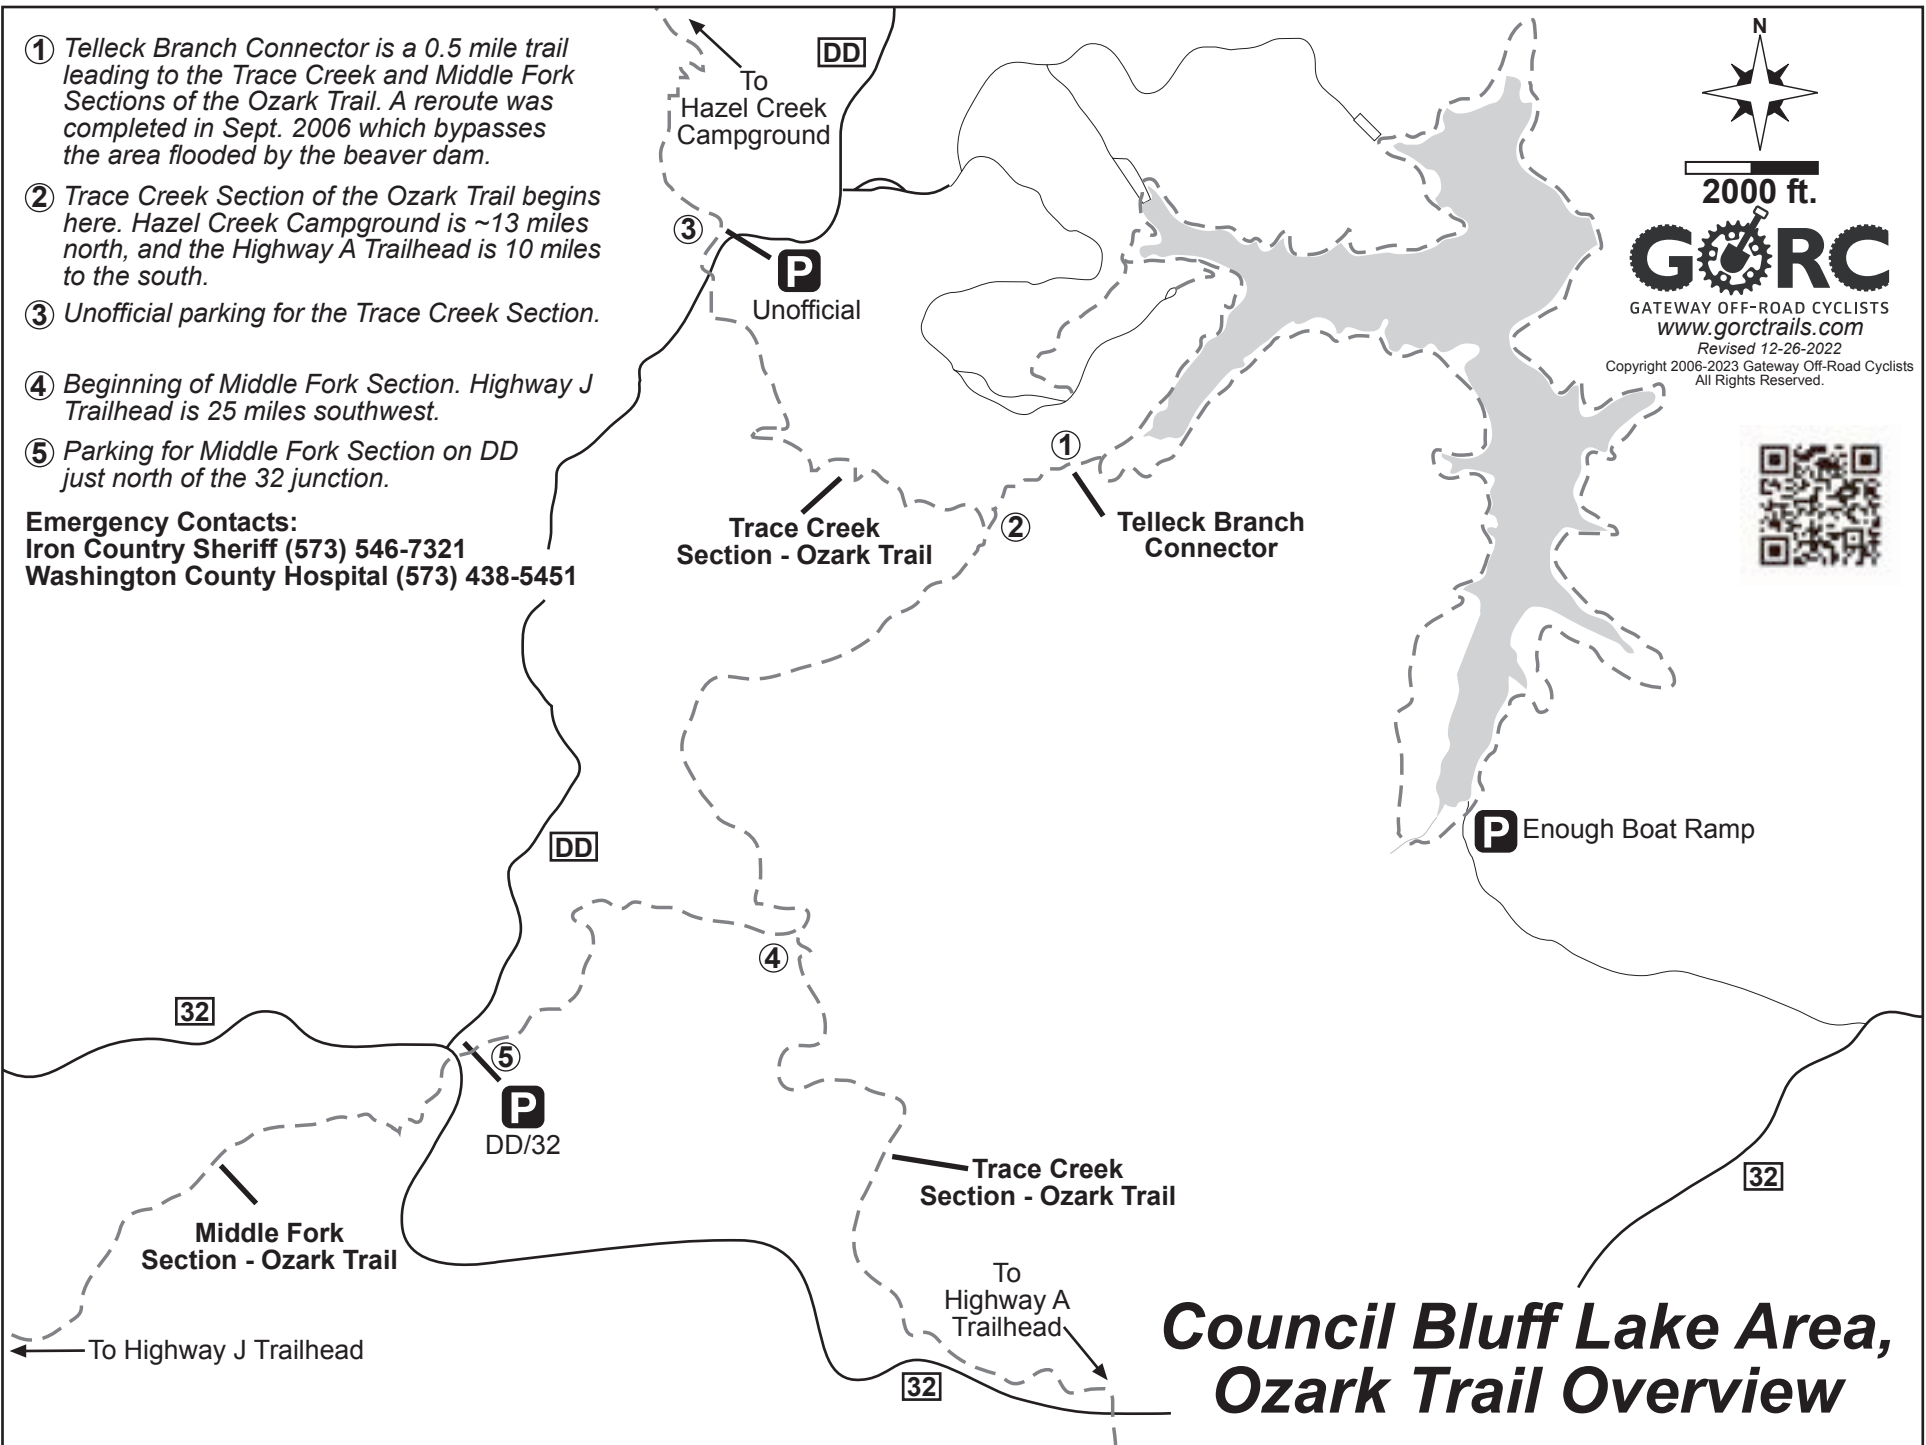 ① Telleck Branch Connector is a 0.5 mile trail
leading to the Trace Creek and Middle Fork
Sections of the Ozark Trail. A reroute was
completed in Sept. 2006 which bypasses
the area flooded by the beaver dam.
② Trace Creek Section of the Ozark Trail begins
here. Hazel Creek Campground is ~13 miles
north, and the Highway A Trailhead is 10 miles
to the south.
③ Unofficial parking for the Trace Creek Section.
④ Beginning of Middle Fork Section. Highway J
Trailhead is 25 miles southwest.
⑤ Parking for Middle Fork Section on DD
just north of the 32 junction.
Emergency Contacts:
Iron Country Sheriff (573) 546-7321
Washington County Hospital (573) 438-5451
To
Hazel Creek
Campground
DD
③
P
Unofficial
N
2000 ft.
GORC
GATEWAY OFF-ROAD CYCLISTS
www.gorctrails.com
Revised 12-26-2022
Copyright 2006-2023 Gateway Off-Road Cyclists
All Rights Reserved.
①
Telleck Branch
Connector
②
Trace Creek
Section - Ozark Trail
P
Enough Boat Ramp
DD
④
32
⑤
P
DD/32
Trace Creek
Section - Ozark Trail
32
Middle Fork
Section - Ozark Trail
To
Highway A
Trailhead
To Highway J Trailhead
32
Council Bluff Lake Area,
Ozark Trail Overview